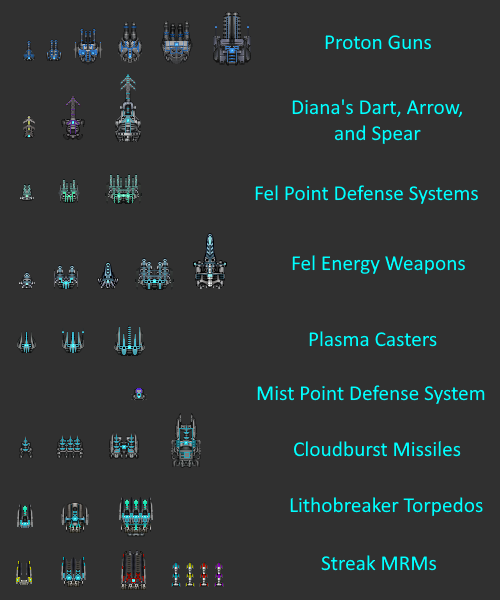 Proton Guns
Diana's Dart, Arrow,
and Spear
Fel Point Defense Systems
Fel Energy Weapons
Plasma Casters
Mist Point Defense System
Cloudburst Missiles
Lithobreaker Torpedos
Streak MRMs